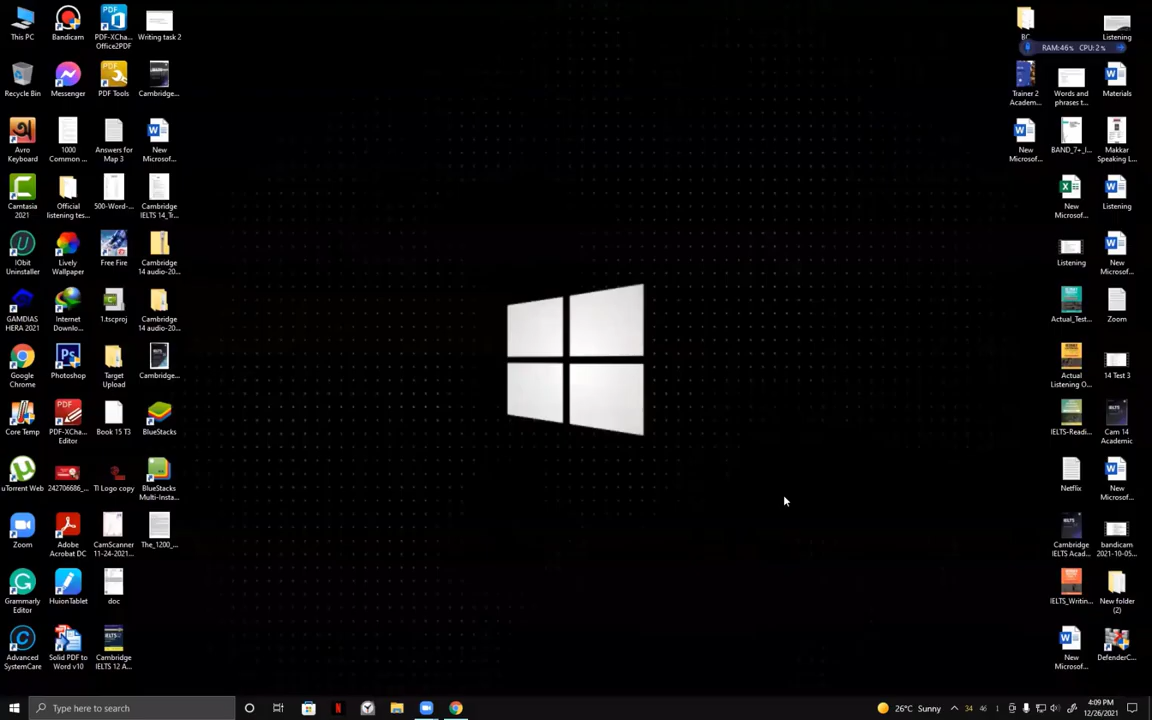 This PC
Bandicam
PDF-XCha...
Office2PDF
Writing task 2
Recycle Bin
Messenger
PDF Tools
Cambridge...
Avro
Keyboard
1000
Common ...
Answers for
Map 3
New
Microsof...
Camtasia
2021
Official
listening tes...
500-Word-...
Cambridge
IELTS 14_Tr...
IObit
Uninstaller
Lively
Wallpaper
Free Fire
Cambridge
14 audio-20...
GAMDIAS
HERA 2021
Internet
Downlo...
1.tscproj
Cambridge
14 audio-20...
Google
Chrome
Photoshop
Target
Upload
Cambridge...
Core Temp
PDF-XChan...
Editor
Book 15 T3
BlueStacks
uTorrent Web
242706686_...
TI Logo copy
BlueStacks
Multi-Insta...
Zoom
Adobe
Acrobat DC
CamScanner
11-24-2021...
The_1200_...
Grammarly
Editor
HuionTablet
doc
Advanced
SystemCare
Solid PDF to
Word v10
Cambridge
IELTS 12 A...
Listening
RAM:46% CPU:2%
Trainer 2
Academ...
Words and
phrases t...
Materials
New
Microsof...
BAND_7+_I...
Makkar
Speaking I...
New
Microsof...
Listening
Listening
New
Microsof...
Actual_Test...
Zoom
Actual
Listening O...
14 Test 3
IELTS-Readi...
Cam 14
Academic
Netflix
New
Microsof...
Cambridge
IELTS Acad...
bandicam
2021-10-05...
IELTS_Writin...
New folder
(2)
New
Microsof...
DefenderC...
Type here to search
26°C Sunny
34 46 1
4:09 PM
12/26/2021